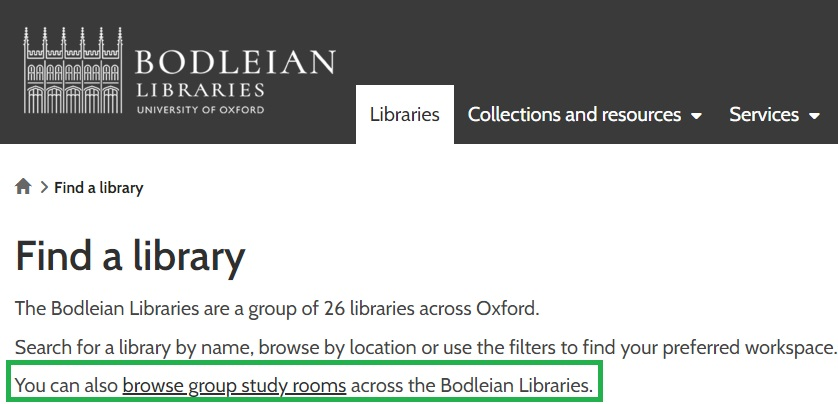 BODLEIAN
LIBRARIES
UNIVERSITY OF OXFORD
Libraries
Collections and resources
Services
Find a library
Find a library
The Bodleian Libraries are a group of 26 libraries across Oxford.
Search for a library by name, browse by location or use the filters to find your preferred workspace.
You can also browse group study rooms across the Bodleian Libraries.